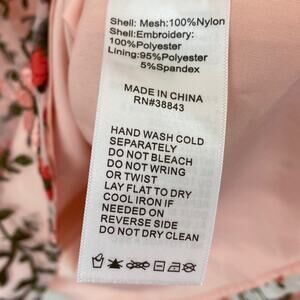 Shell: Mesh:100%Nylon
Shell:Embroidery:
100%Polyester
Lining:95%Polyester
5%Spandex
MADE IN CHINA
RN#38843
HAND WASH COLD
SEPARATELY
DO NOT BLEACH
DO NOT WRING
OR TWIST
LAY FLAT TO DRY
COOL IRON IF
NEEDED ON
REVERSE SIDE
DO NOT DRY CLEAN